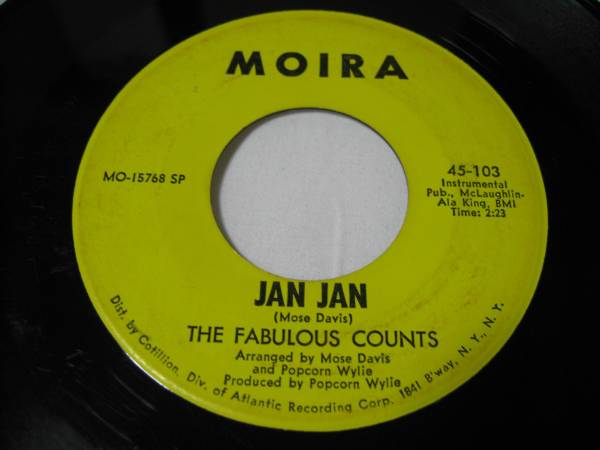 MOIRA
MO-15768 SP
45-103
Instrumental
Pub., McLaughlin-
Ala King, BMI
Time: 2:23
JAN JAN
(Mose Davis)
THE FABULOUS COUNTS
Arranged by Mose Davis
and Popcorn Wylie
Produced by Popcorn Wylie
Dist. by Cotillion, Div. of Atlantic Recording Corp. 1841 B'way, N. Y., N. Y.